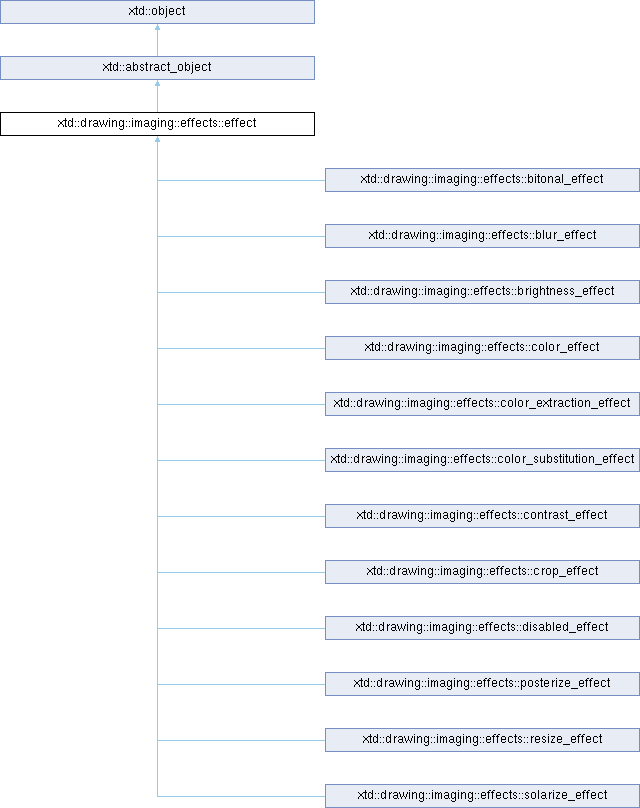 xtd::object
xtd::abstract_object
xtd::drawing::imaging::effects::effect
xtd::drawing::imaging::effects::bitonal_effect
xtd::drawing::imaging::effects::blur_effect
xtd::drawing::imaging::effects::brightness_effect
xtd::drawing::imaging::effects::color_effect
xtd::drawing::imaging::effects::color_extraction_effect
xtd::drawing::imaging::effects::color_substitution_effect
xtd::drawing::imaging::effects::contrast_effect
xtd::drawing::imaging::effects::crop_effect
xtd::drawing::imaging::effects::disabled_effect
xtd::drawing::imaging::effects::posterize_effect
xtd::drawing::imaging::effects::resize_effect
xtd::drawing::imaging::effects::solarize_effect